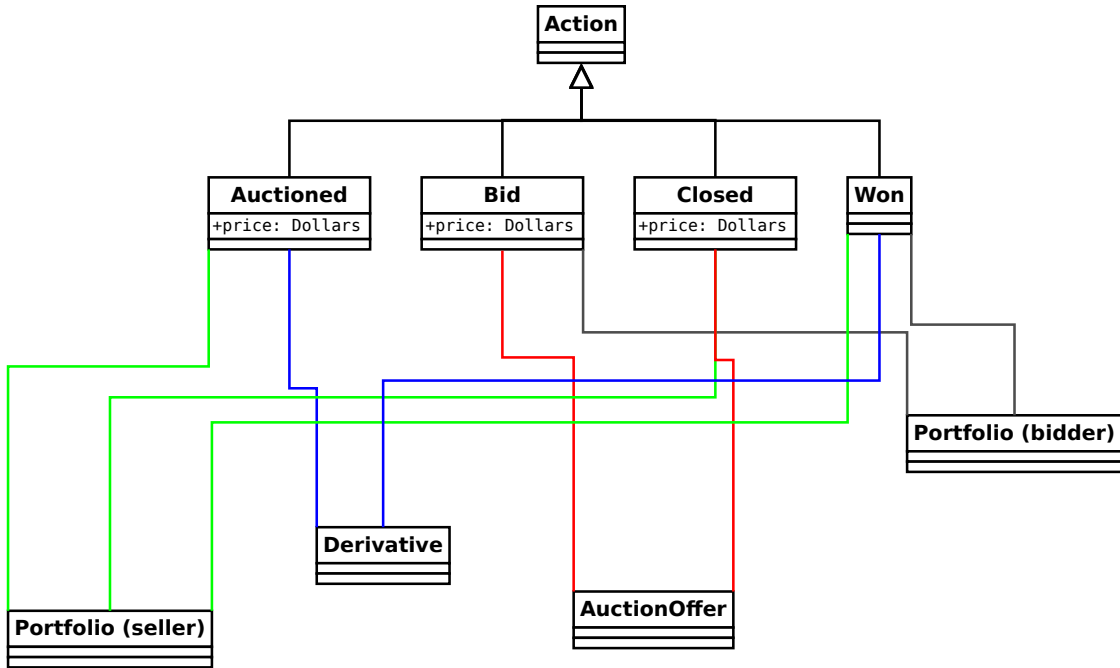 Action
Auctioned
+price: Dollars
Bid
+price: Dollars
Closed
+price: Dollars
Won
Portfolio (bidder)
Derivative
AuctionOffer
Portfolio (seller)